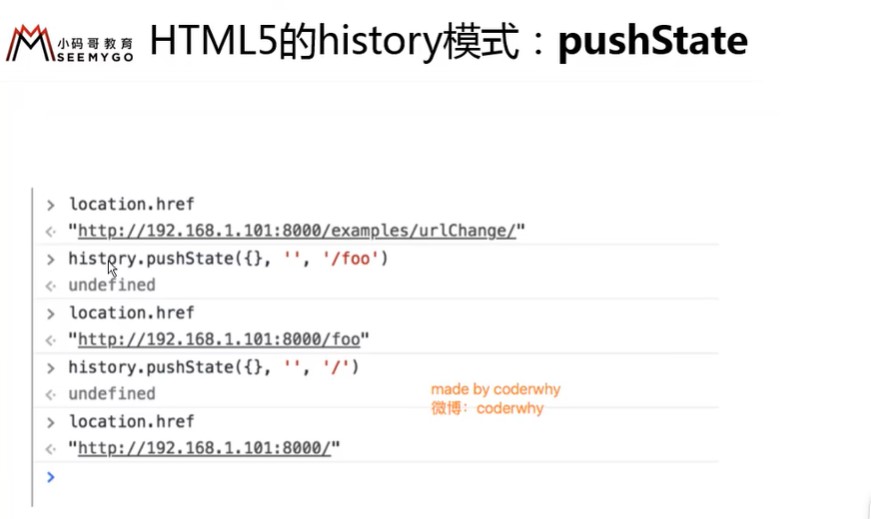 小码哥教育
SEEMYGO
HTML5的history模式：pushState
> location.href
<· "http://192.168.1.101:8000/examples/urlChange/"
> history.pushState({}, '', '/foo')
<· undefined
> location.href
<· "http://192.168.1.101:8000/foo"
> history.pushState({}, '', '/')
<· undefined
> location.href
<· "http://192.168.1.101:8000/"
>
made by coderwhy
微博：coderwhy